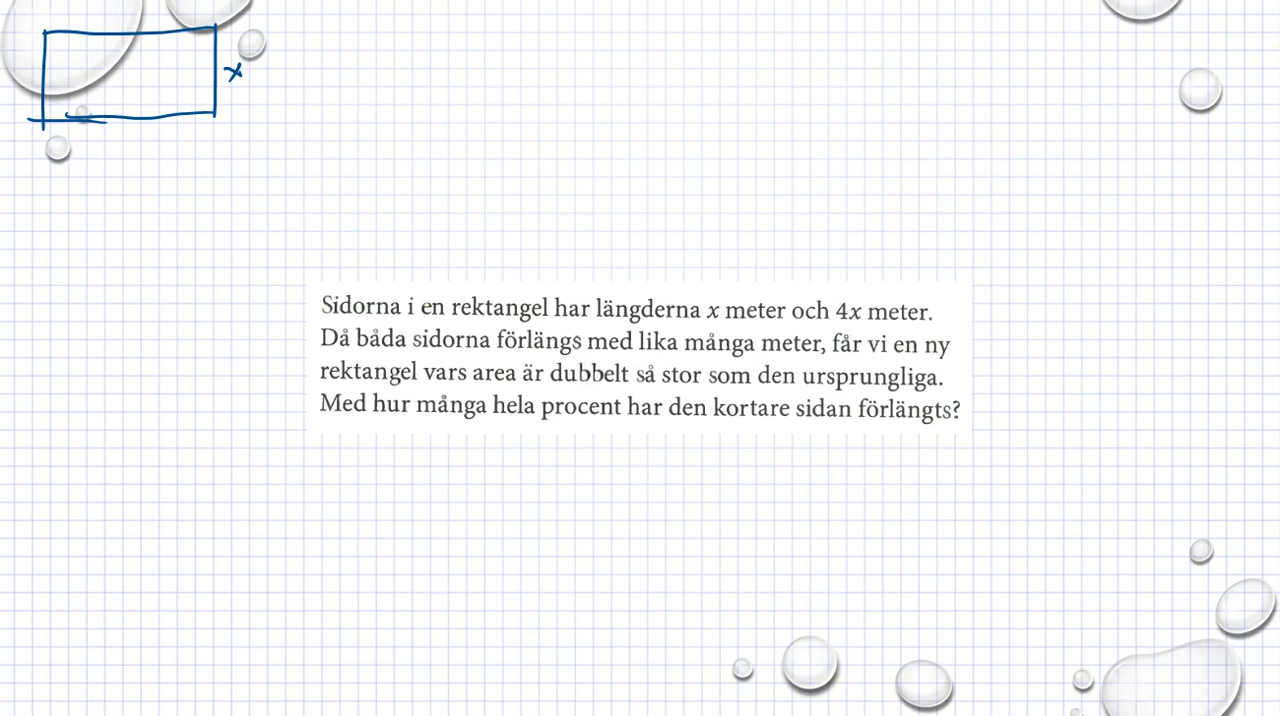 x
Sidorna i en rektangel har längderna x meter och 4x meter.
Då båda sidorna förlängs med lika många meter, får vi en ny
rektangel vars area är dubbelt så stor som den ursprungliga.
Med hur många hela procent har den kortare sidan förlängts?